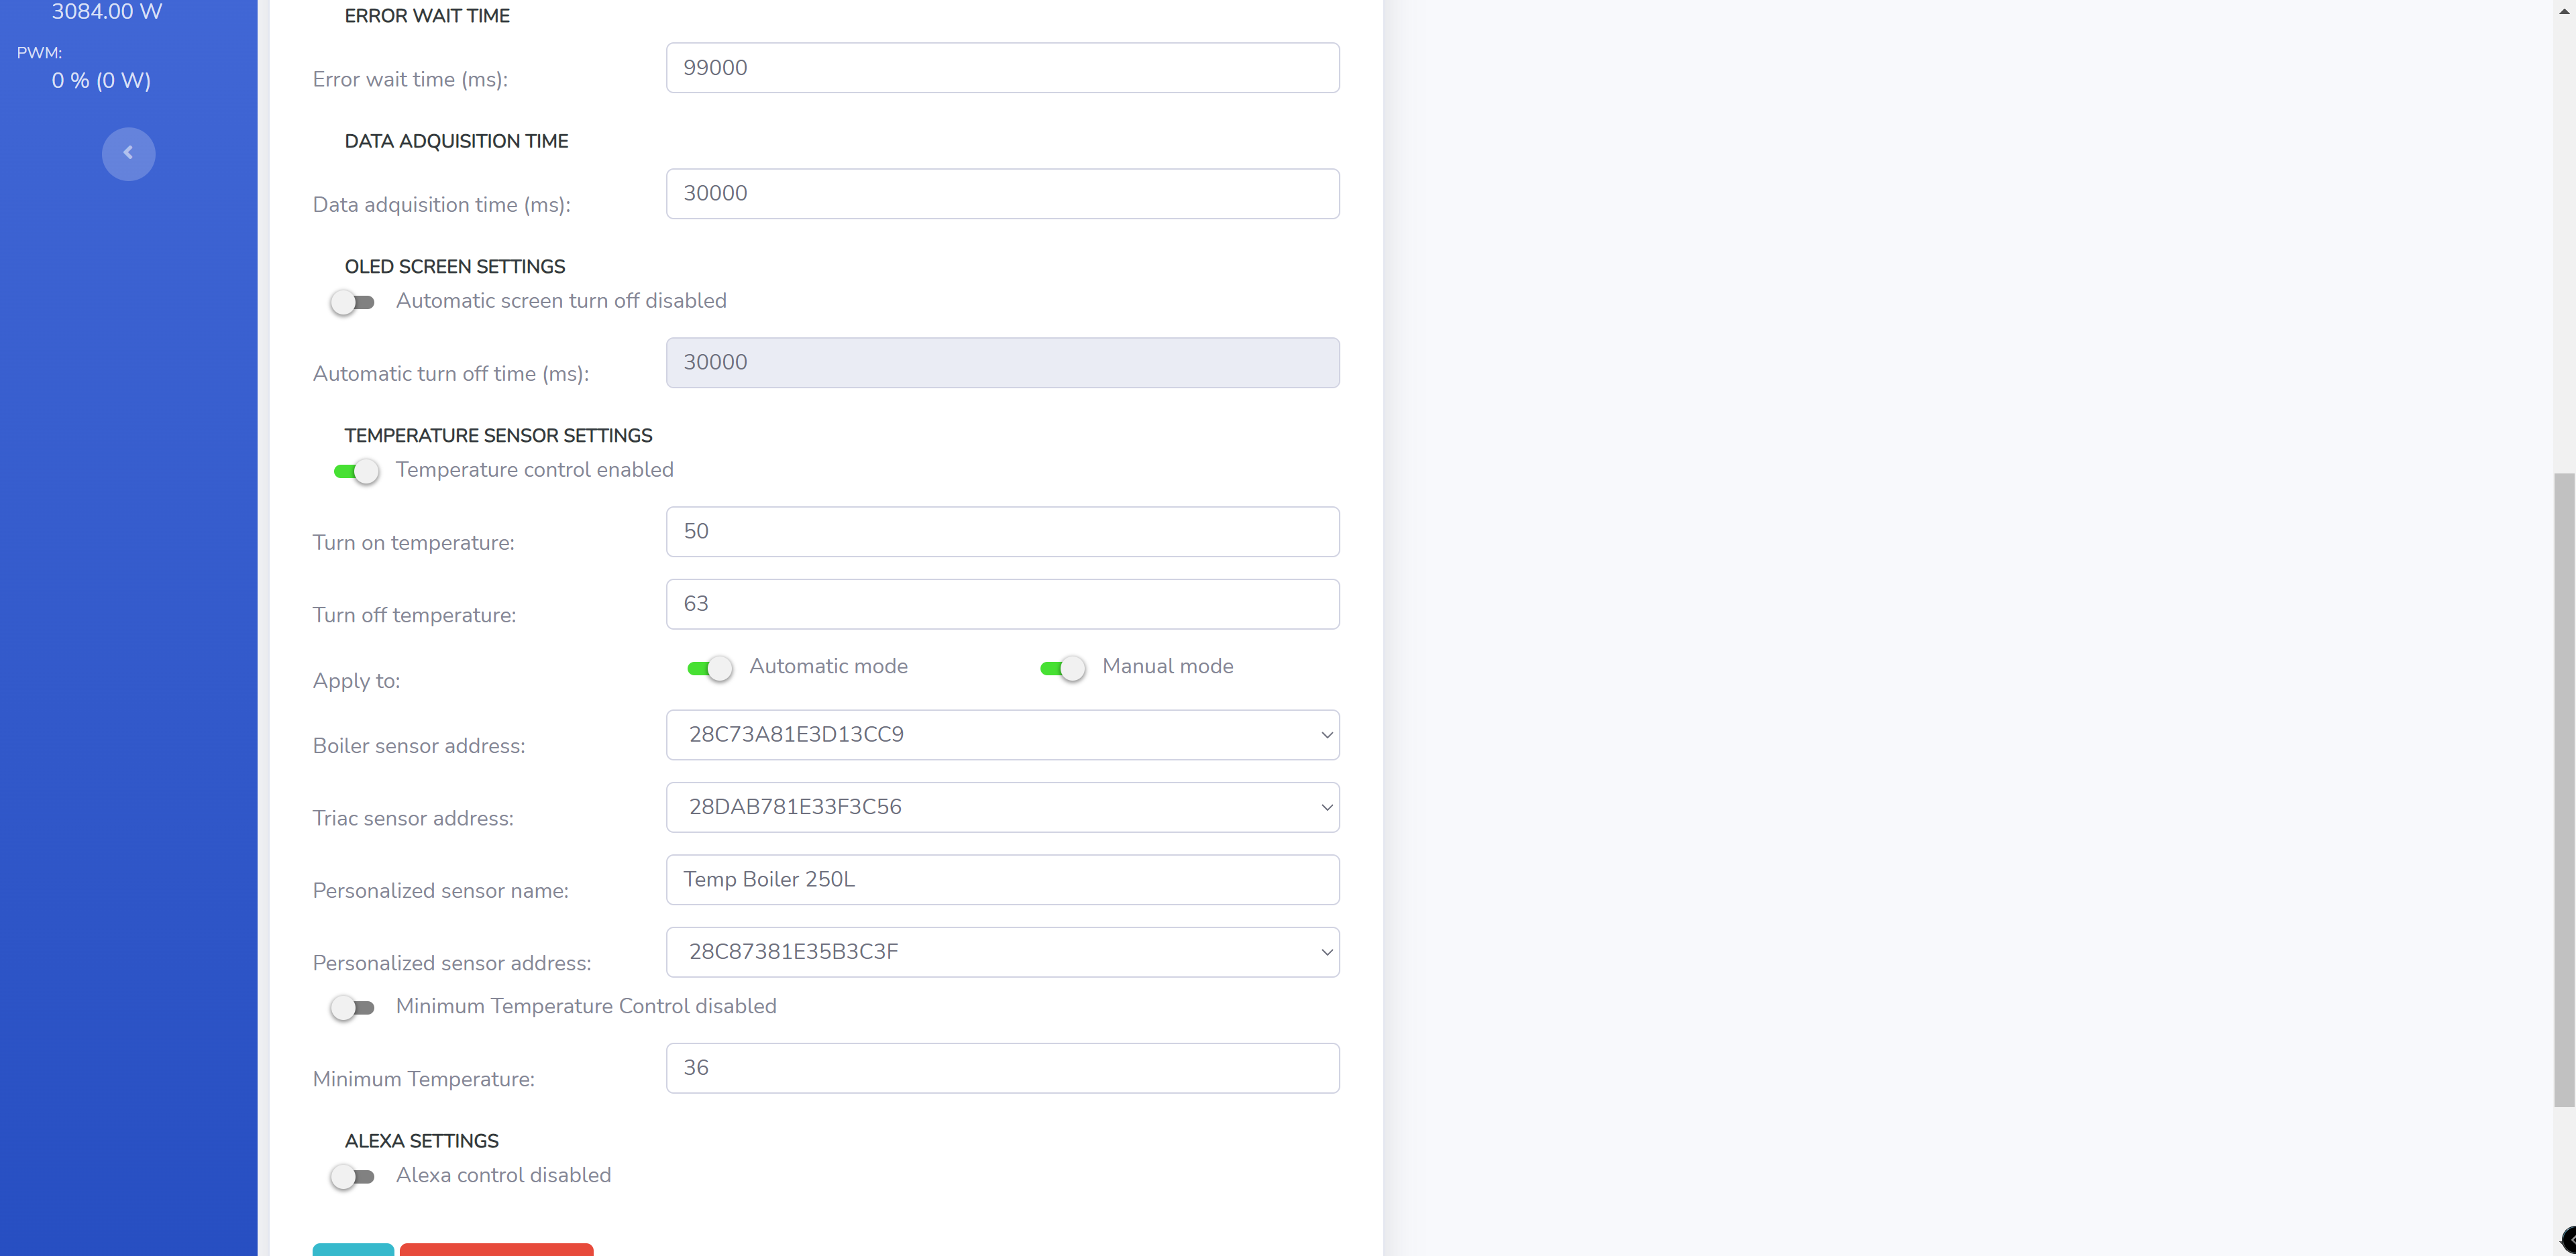 3084.00 W
PWM:
0 % (0 W)
ERROR WAIT TIME
Error wait time (ms):
99000
DATA ADQUISITION TIME
Data adquisition time (ms):
30000
OLED SCREEN SETTINGS
Automatic screen turn off disabled
Automatic turn off time (ms):
30000
TEMPERATURE SENSOR SETTINGS
Temperature control enabled
Turn on temperature:
50
Turn off temperature:
63
Apply to:
Automatic mode
Manual mode
Boiler sensor address:
28C73A81E3D13CC9
Triac sensor address:
28DAB781E33F3C56
Personalized sensor name:
Temp Boiler 250L
Personalized sensor address:
28C87381E35B3C3F
Minimum Temperature Control disabled
Minimum Temperature:
36
ALEXA SETTINGS
Alexa control disabled